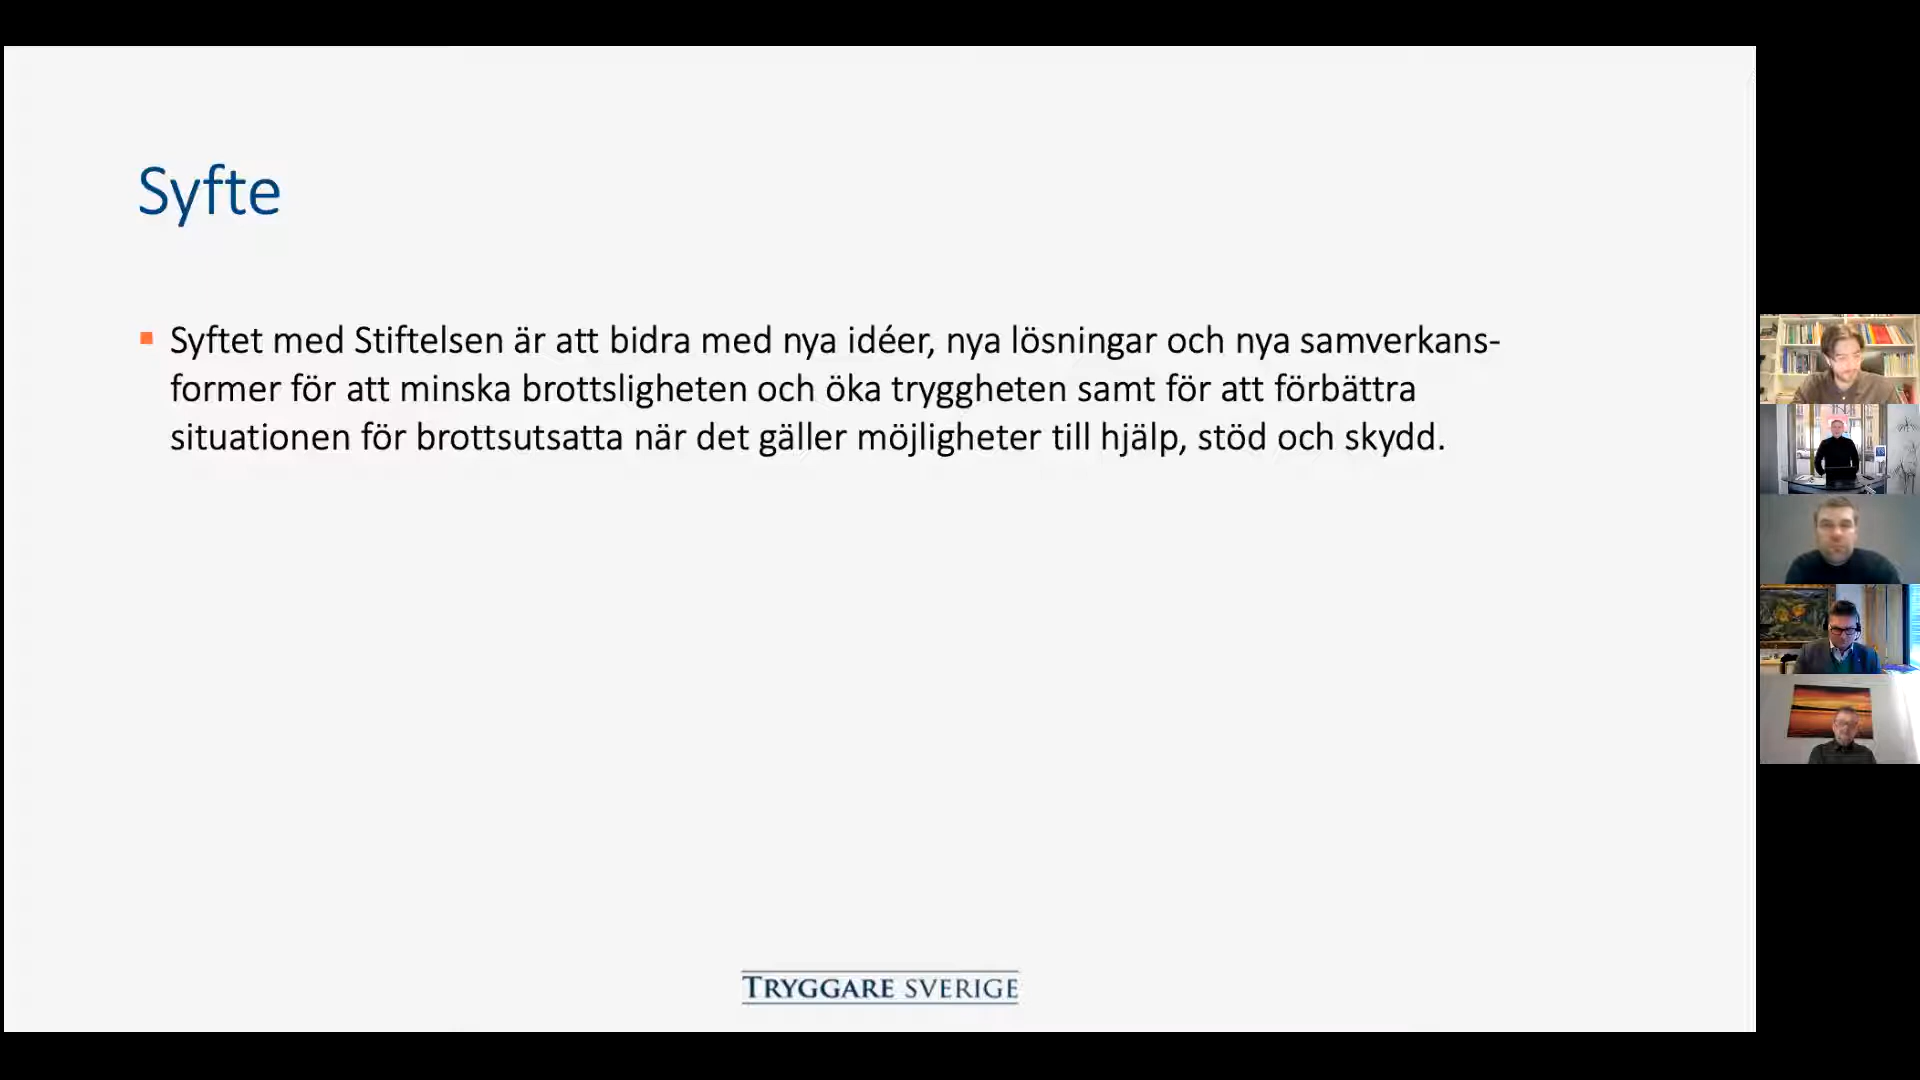 Syfte
Syftet med Stiftelsen är att bidra med nya idéer, nya lösningar och nya samverkans-
former för att minska brottsligheten och öka tryggheten samt för att förbättra
situationen för brottsutsatta när det gäller möjligheter till hjälp, stöd och skydd.
TRYGGARE SVERIGE